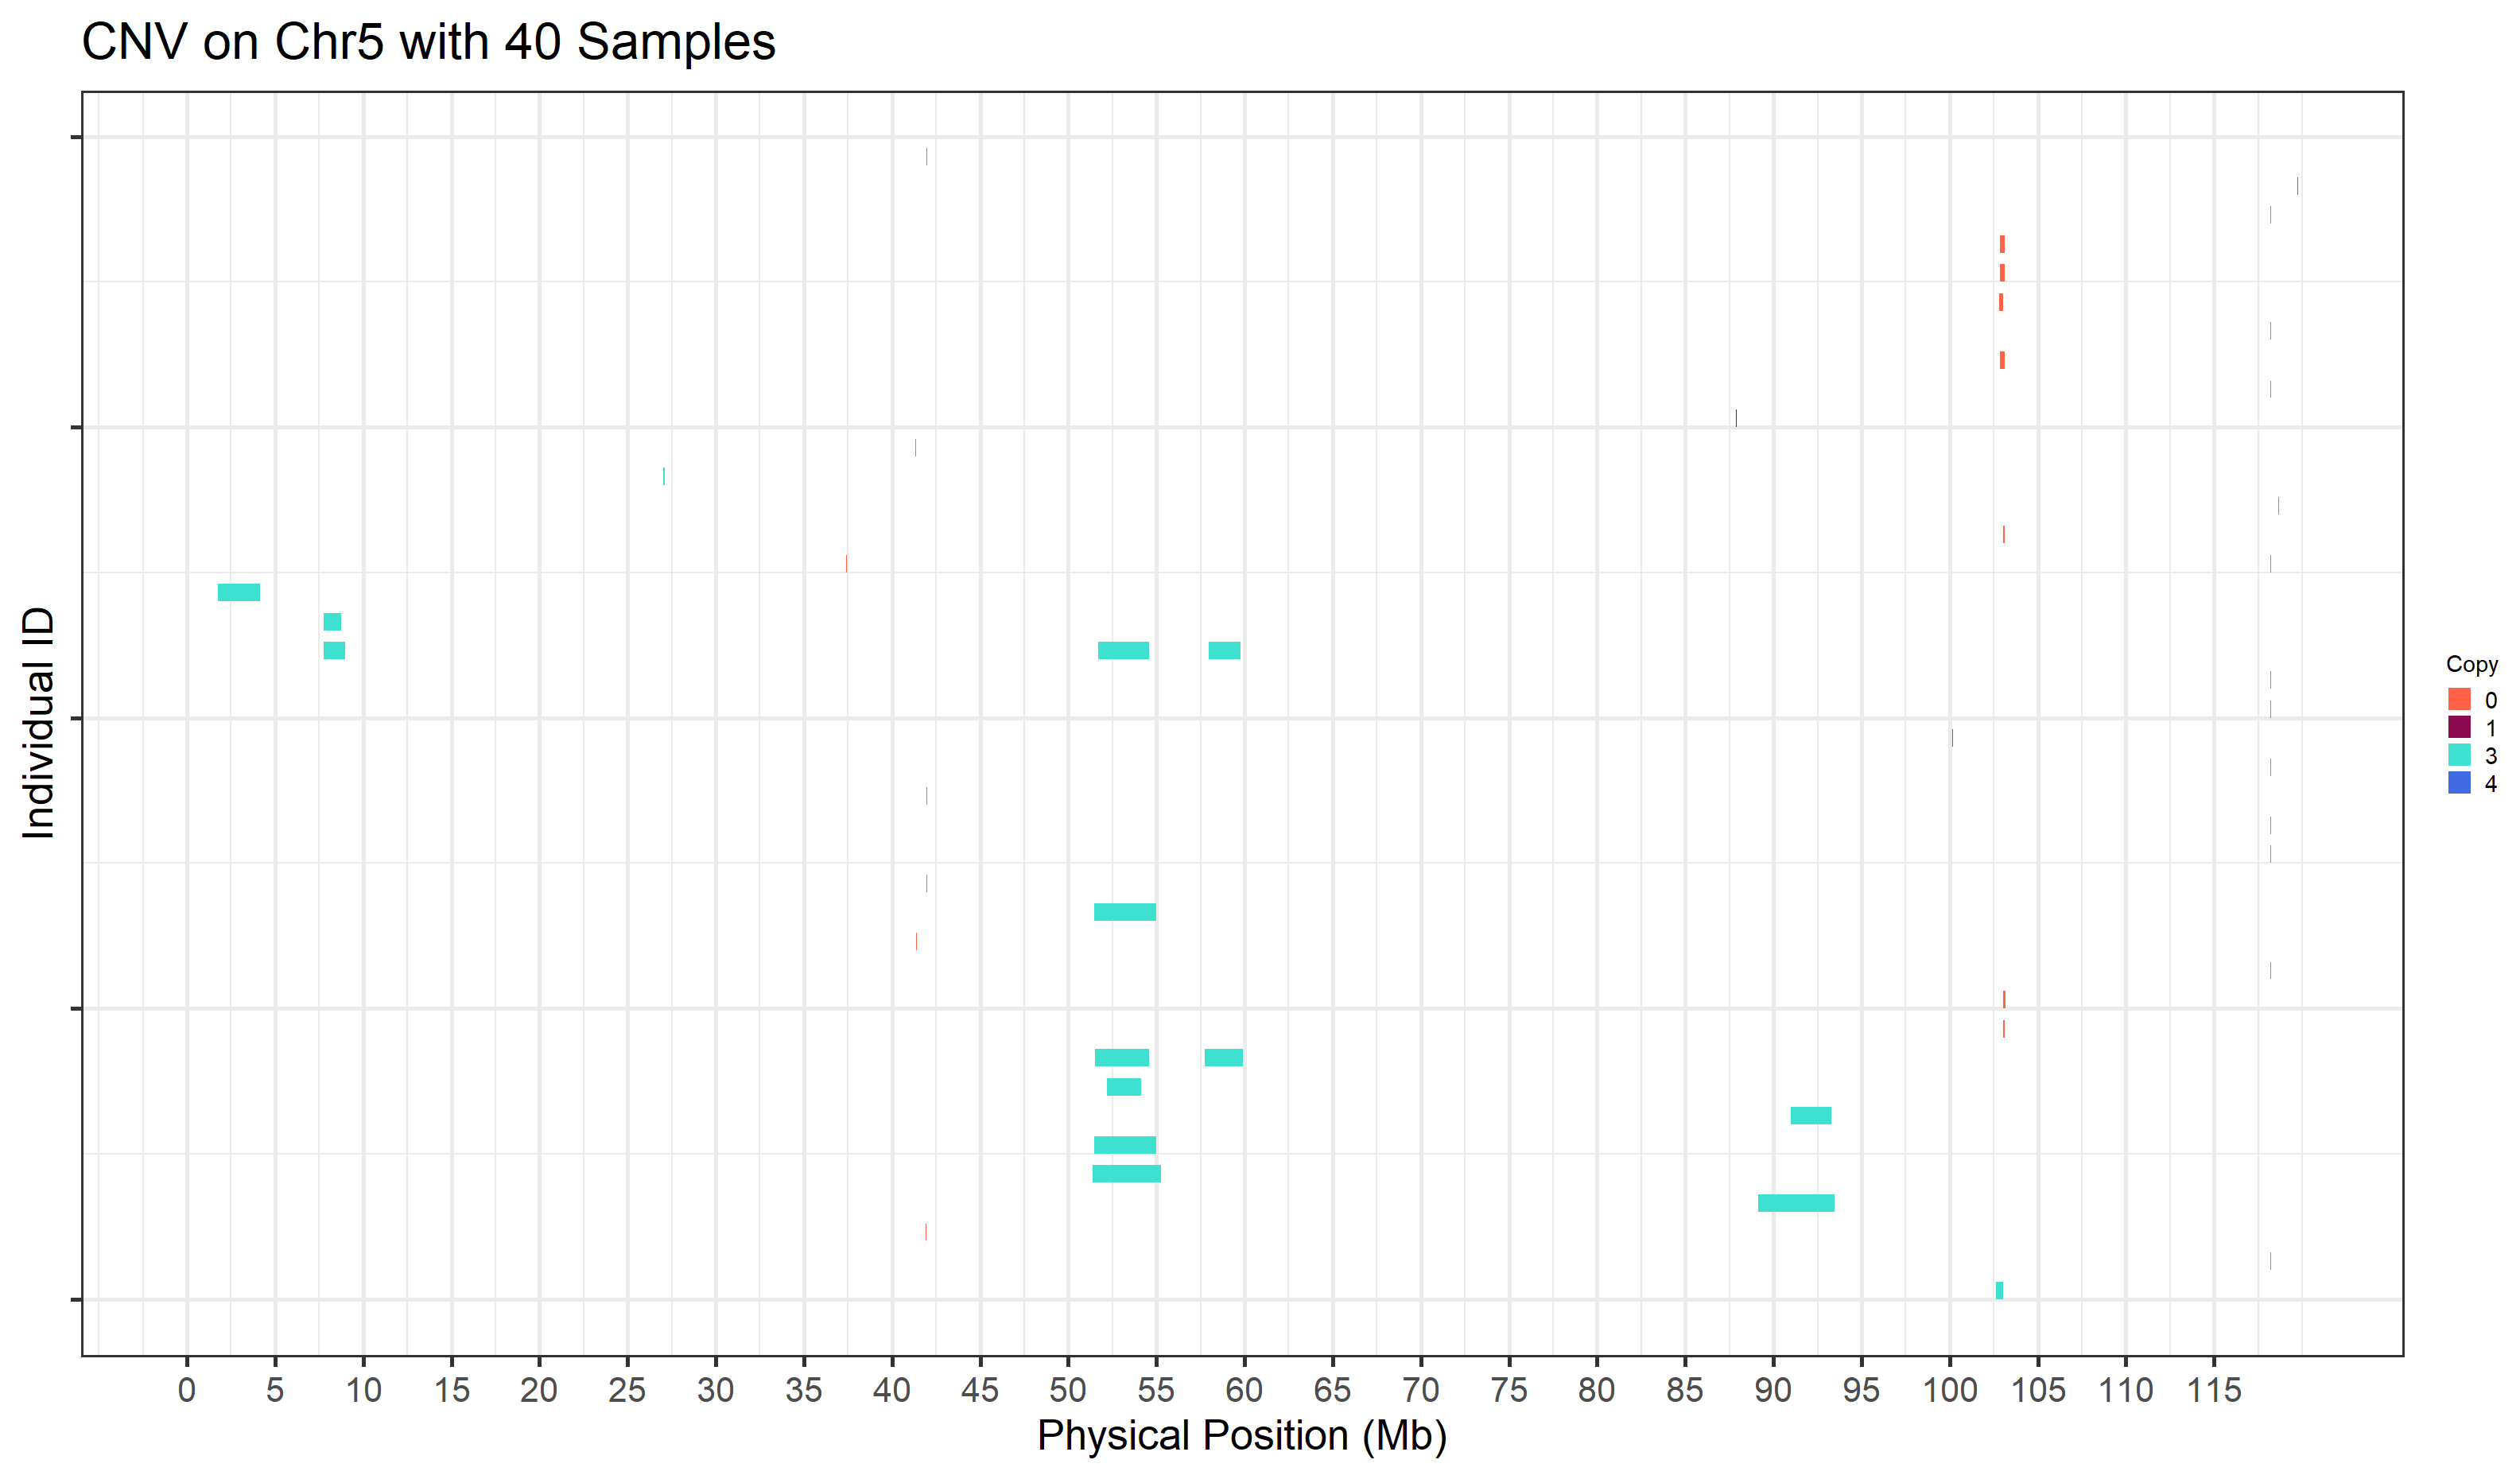 CNV on Chr5 with 40 Samples
Individual ID
Copy
0
1
3
4
0 5 10 15 20 25 30 35 40 45 50 55 60 65 70 75 80 85 90 95 100 105 110 115
Physical Position (Mb)